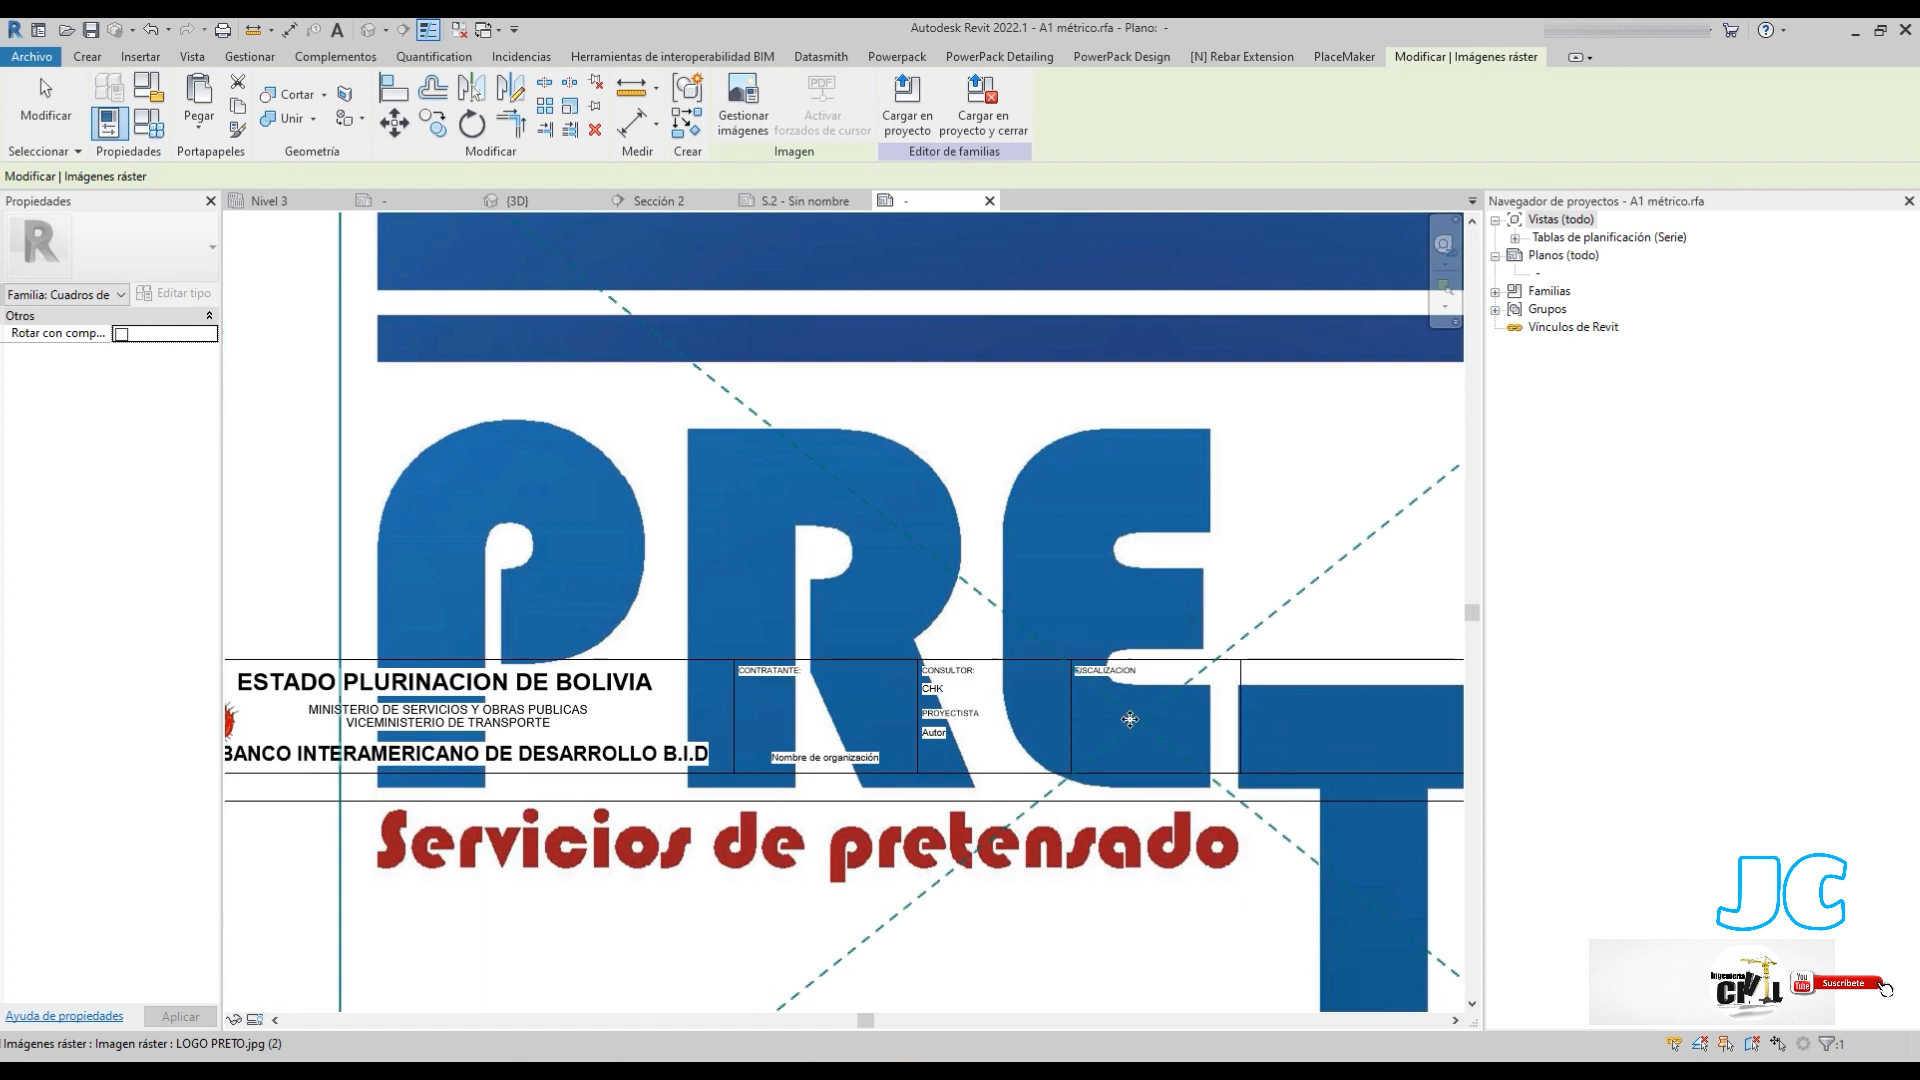 Autodesk Revit 2022.1 - A1 métrico.rfa - Plano: -
Archivo Crear Insertar Vista Gestionar Complementos Quantification Incidencias Herramientas de interoperabilidad BIM Datasmith Powerpack PowerPack Detailing PowerPack Design [N] Rebar Extension PlaceMaker Modificar | Imágenes ráster
Modificar
Pegar
Cortar
Unir
Gestionar imágenes
PDF
Activar forzados de cursor
Cargar en proyecto
Cargar en proyecto y cerrar
Seleccionar Propiedades Portapapeles Geometría Modificar Medir Crear Imagen Editor de familias
Modificar | Imágenes ráster
Propiedades
Nivel 3 - {3D} Sección 2 S.2 - Sin nombre -
Navegador de proyectos - A1 métrico.rfa
Vistas (todo)
Tablas de planificación (Serie)
Planos (todo)
-
Familias
Grupos
Vínculos de Revit
R
Familia: Cuadros de
Editar tipo
Otros
Rotar con comp...
PRET
ESTADO PLURINACION DE BOLIVIA
MINISTERIO DE SERVICIOS Y OBRAS PUBLICAS
VICEMINISTERIO DE TRANSPORTE
BANCO INTERAMERICANO DE DESARROLLO B.I.D
CONTRATANTE:
Nombre de organización
CONSULTOR:
CHK
PROYECTISTA
Autor
FISCALIZACION
Servicios de pretensado
JC
Ingeniería
CIVIL
You Tube
Suscríbete
Ayuda de propiedades
Aplicar
Imágenes ráster : Imagen ráster : LOGO PRETO.jpg (2)
:1